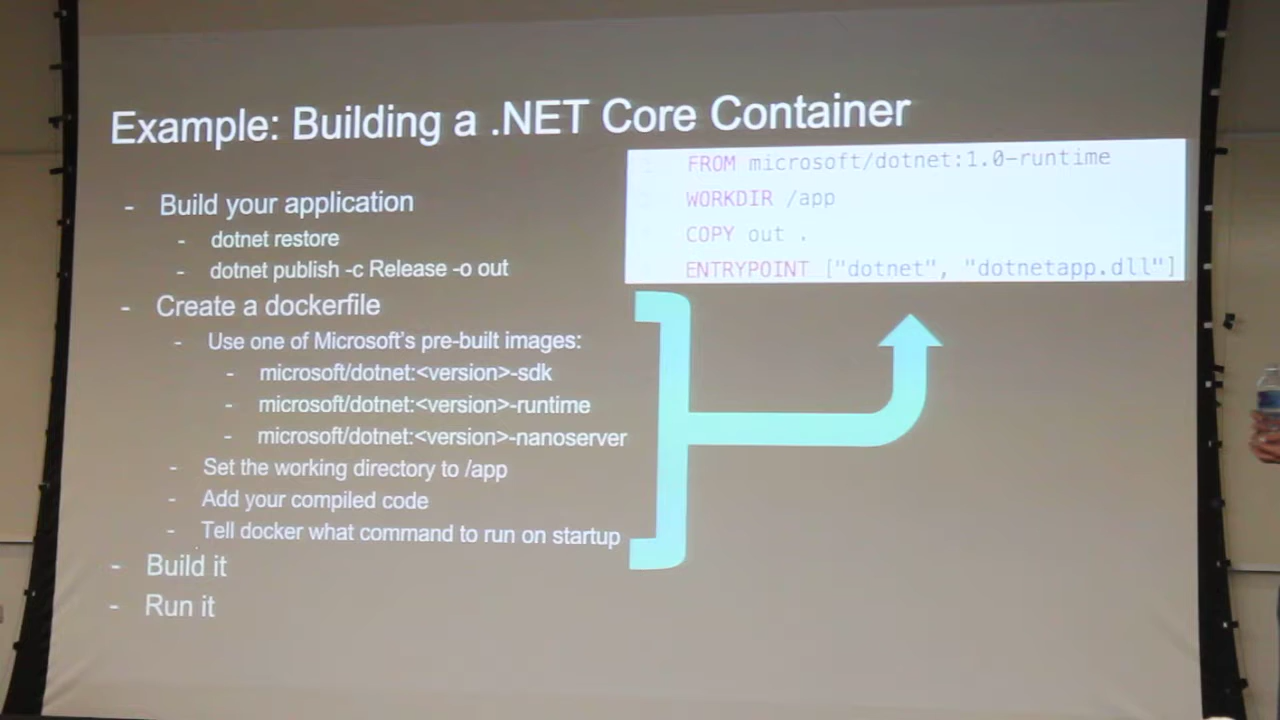 Example: Building a .NET Core Container
- Build your application
- dotnet restore
- dotnet publish -c Release -o out
- Create a dockerfile
- Use one of Microsoft's pre-built images:
- microsoft/dotnet:<version>-sdk
- microsoft/dotnet:<version>-runtime
- microsoft/dotnet:<version>-nanoserver
- Set the working directory to /app
- Add your compiled code
- Tell docker what command to run on startup
- Build it
- Run it
FROM microsoft/dotnet:1.0-runtime
WORKDIR /app
COPY out .
ENTRYPOINT ["dotnet", "dotnetapp.dll"]